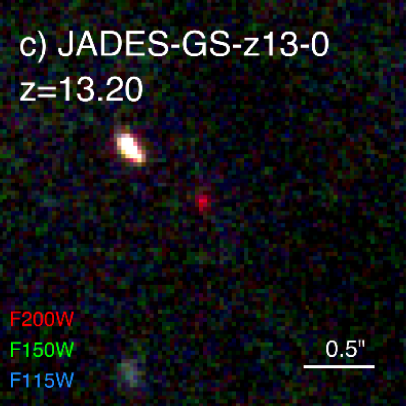 c) JADES-GS-z13-0
z=13.20
F200W
F150W
F115W
0.5"